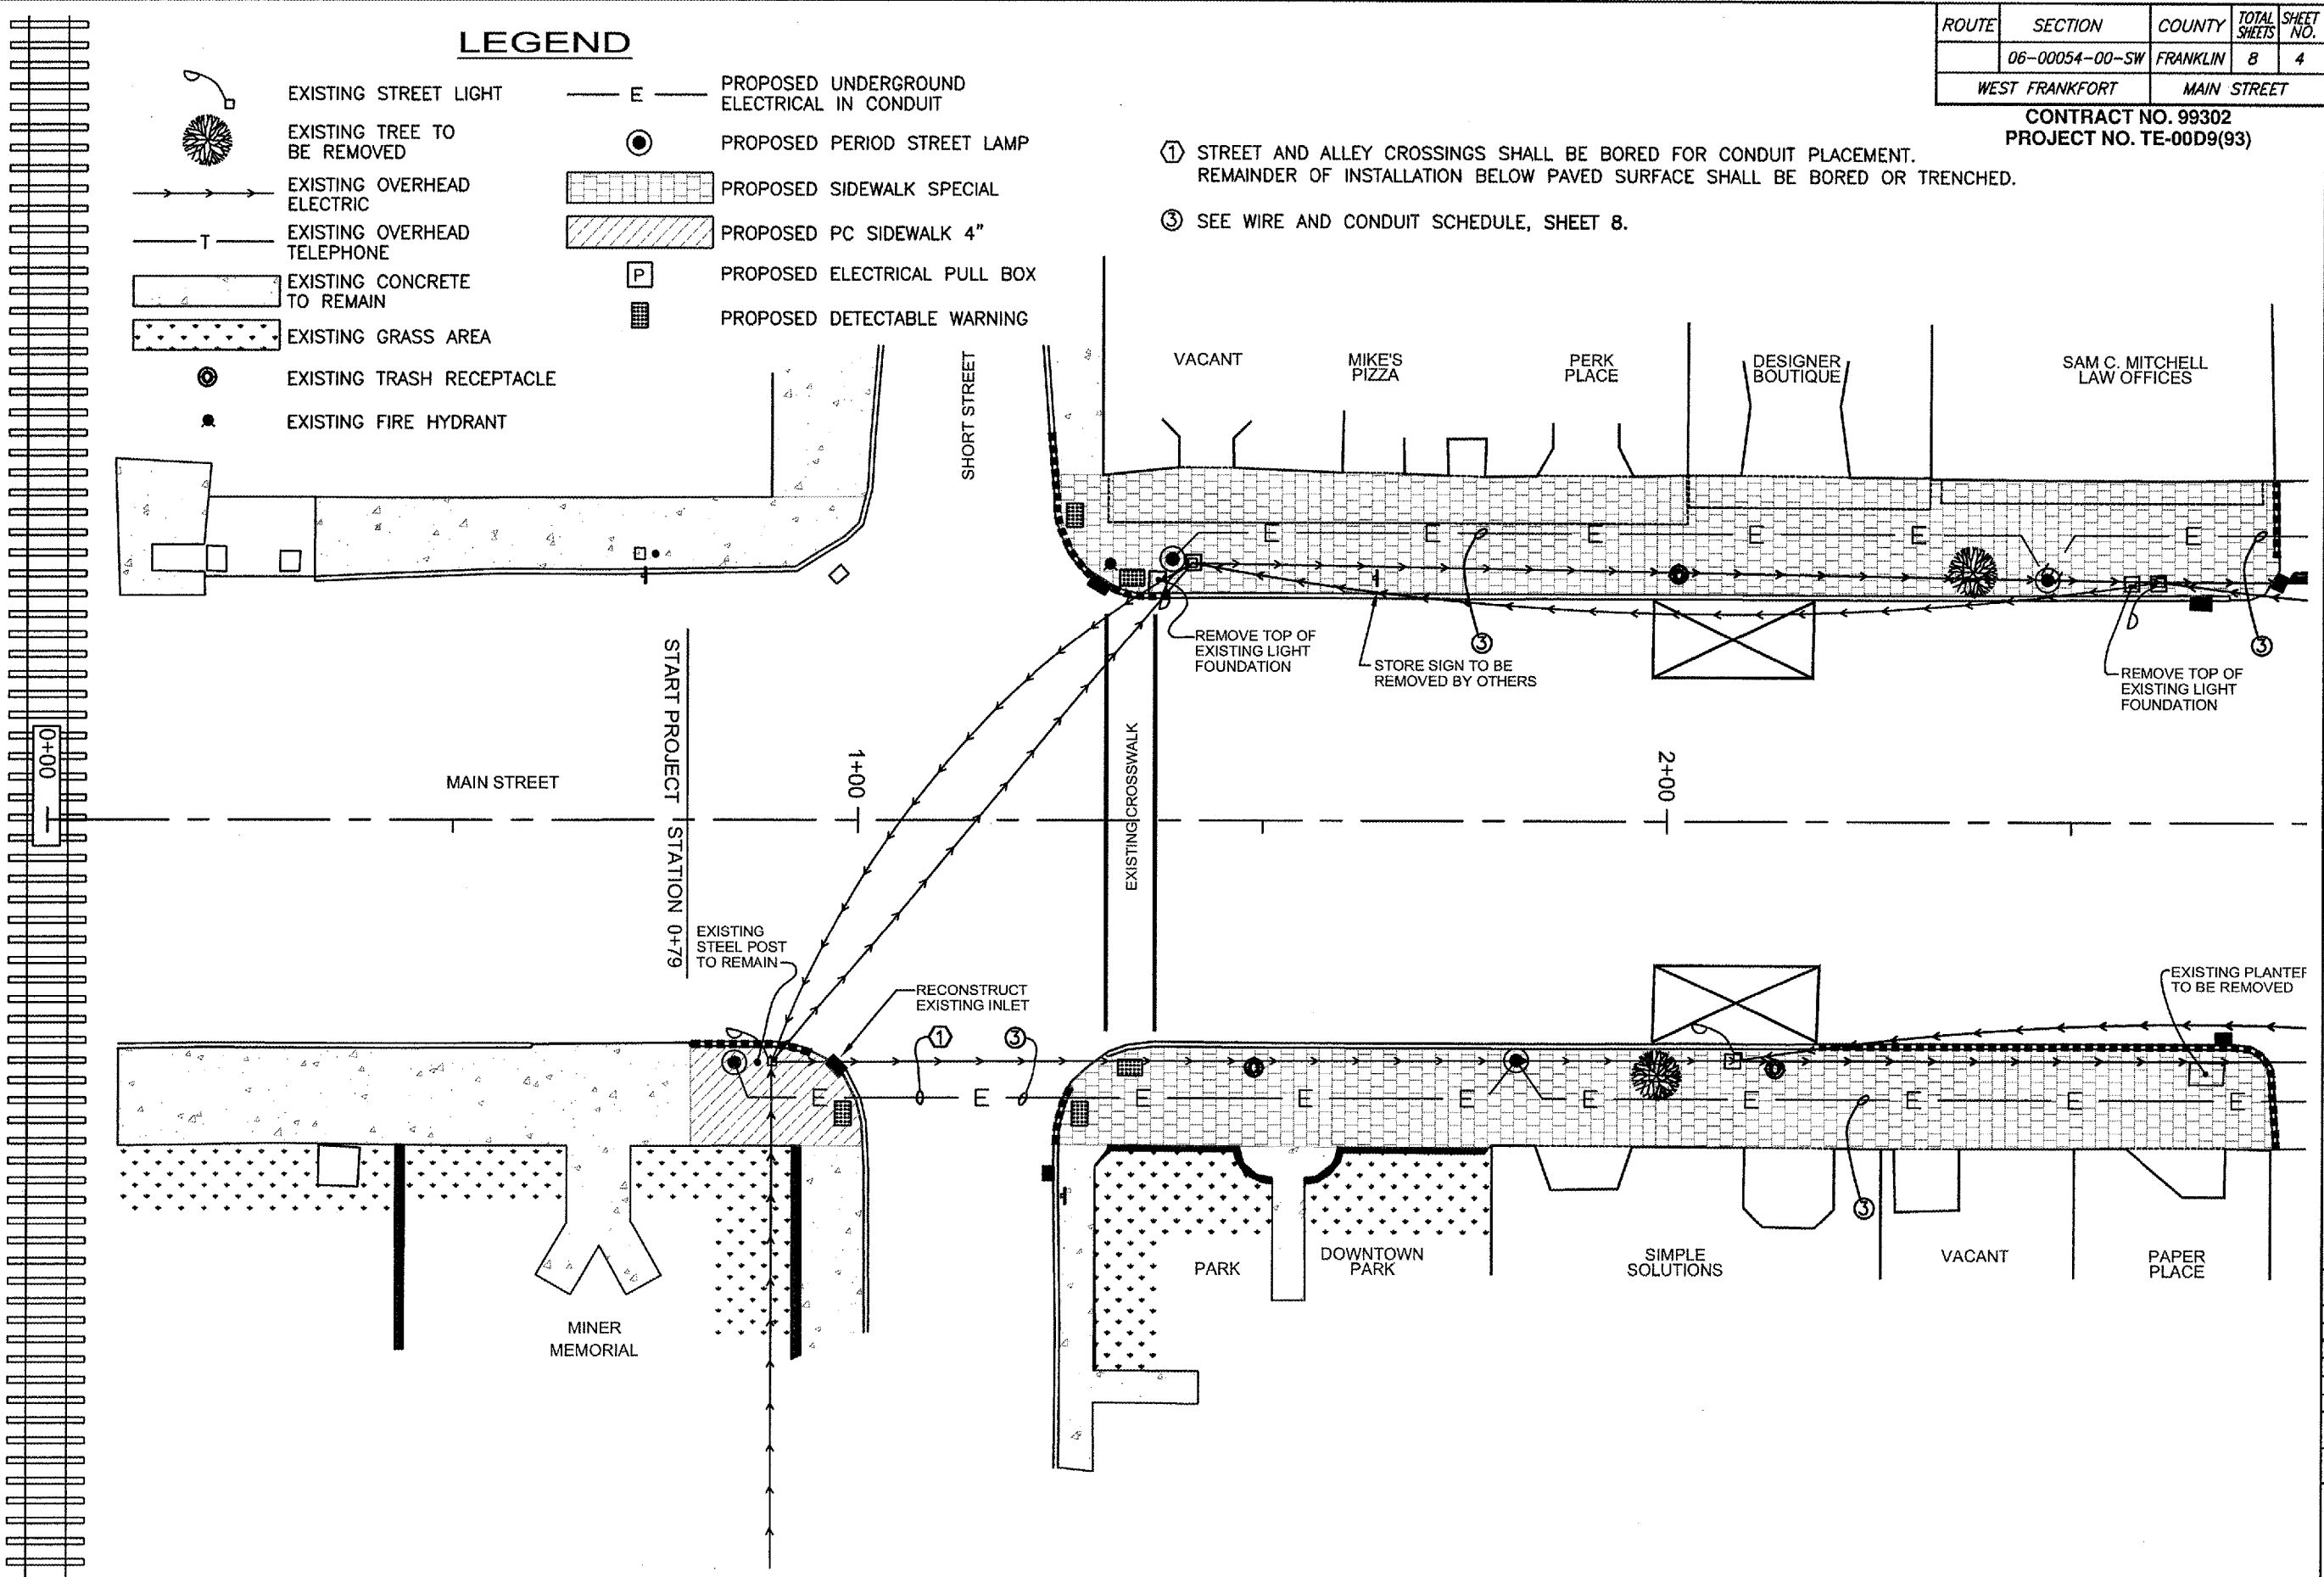 ROUTE SECTION COUNTY TOTAL SHEETS SHEET NO.
06-00054-00-SW FRANKLIN 8 4
WEST FRANKFORT MAIN STREET
CONTRACT NO. 99302
PROJECT NO. TE-00D9(93)
LEGEND
EXISTING STREET LIGHT
EXISTING TREE TO
BE REMOVED
EXISTING OVERHEAD
ELECTRIC
T
EXISTING OVERHEAD
TELEPHONE
EXISTING CONCRETE
TO REMAIN
EXISTING GRASS AREA
EXISTING TRASH RECEPTACLE
EXISTING FIRE HYDRANT
E
PROPOSED UNDERGROUND
ELECTRICAL IN CONDUIT
PROPOSED PERIOD STREET LAMP
PROPOSED SIDEWALK SPECIAL
PROPOSED PC SIDEWALK 4"
P
PROPOSED ELECTRICAL PULL BOX
PROPOSED DETECTABLE WARNING
1 STREET AND ALLEY CROSSINGS SHALL BE BORED FOR CONDUIT PLACEMENT.
REMAINDER OF INSTALLATION BELOW PAVED SURFACE SHALL BE BORED OR TRENCHED.
3 SEE WIRE AND CONDUIT SCHEDULE, SHEET 8.
SHORT STREET
VACANT
MIKE'S
PIZZA
PERK
PLACE
DESIGNER
BOUTIQUE
SAM C. MITCHELL
LAW OFFICES
E E E E E E
REMOVE TOP OF
EXISTING LIGHT
FOUNDATION
STORE SIGN TO BE
REMOVED BY OTHERS
3
3
REMOVE TOP OF
EXISTING LIGHT
FOUNDATION
0+00
MAIN STREET
START PROJECT STATION 0+79
1+00
EXISTING CROSSWALK
2+00
EXISTING
STEEL POST
TO REMAIN
RECONSTRUCT
EXISTING INLET
1
3
EXISTING PLANTER
TO BE REMOVED
E E E E E E E E E E
3
MINER
MEMORIAL
PARK
DOWNTOWN
PARK
SIMPLE
SOLUTIONS
VACANT
PAPER
PLACE